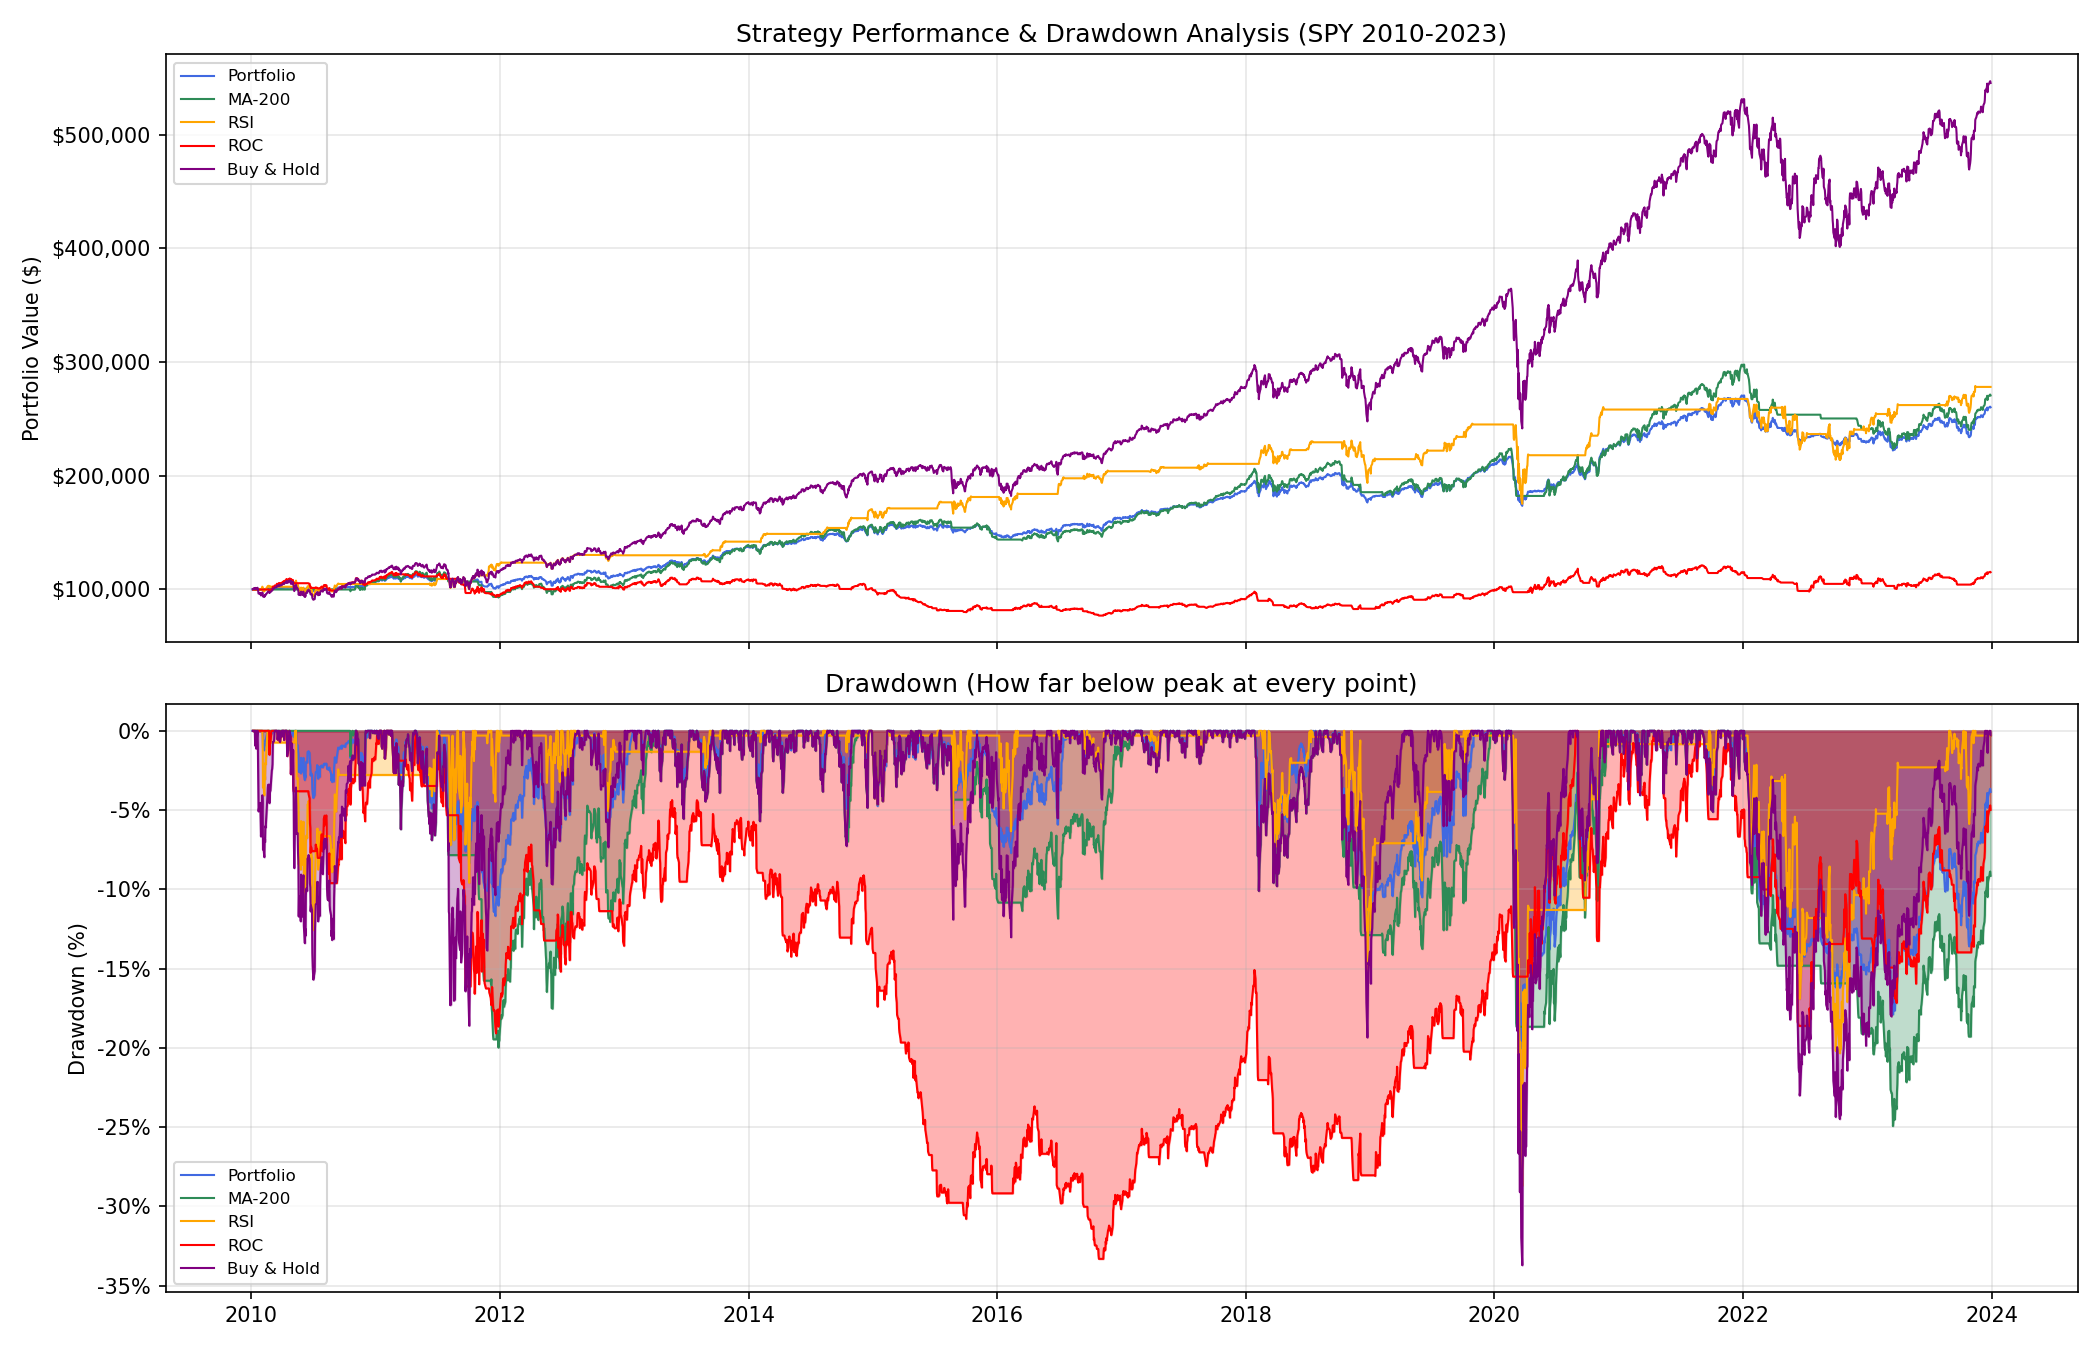 Strategy Performance & Drawdown Analysis (SPY 2010-2023)
Portfolio
MA-200
RSI
ROC
Buy & Hold
Portfolio Value ($)
$500,000
$400,000
$300,000
$200,000
$100,000
Drawdown (How far below peak at every point)
Drawdown (%)
0%
-5%
-10%
-15%
-20%
-25%
-30%
-35%
Portfolio
MA-200
RSI
ROC
Buy & Hold
2010 2012 2014 2016 2018 2020 2022 2024